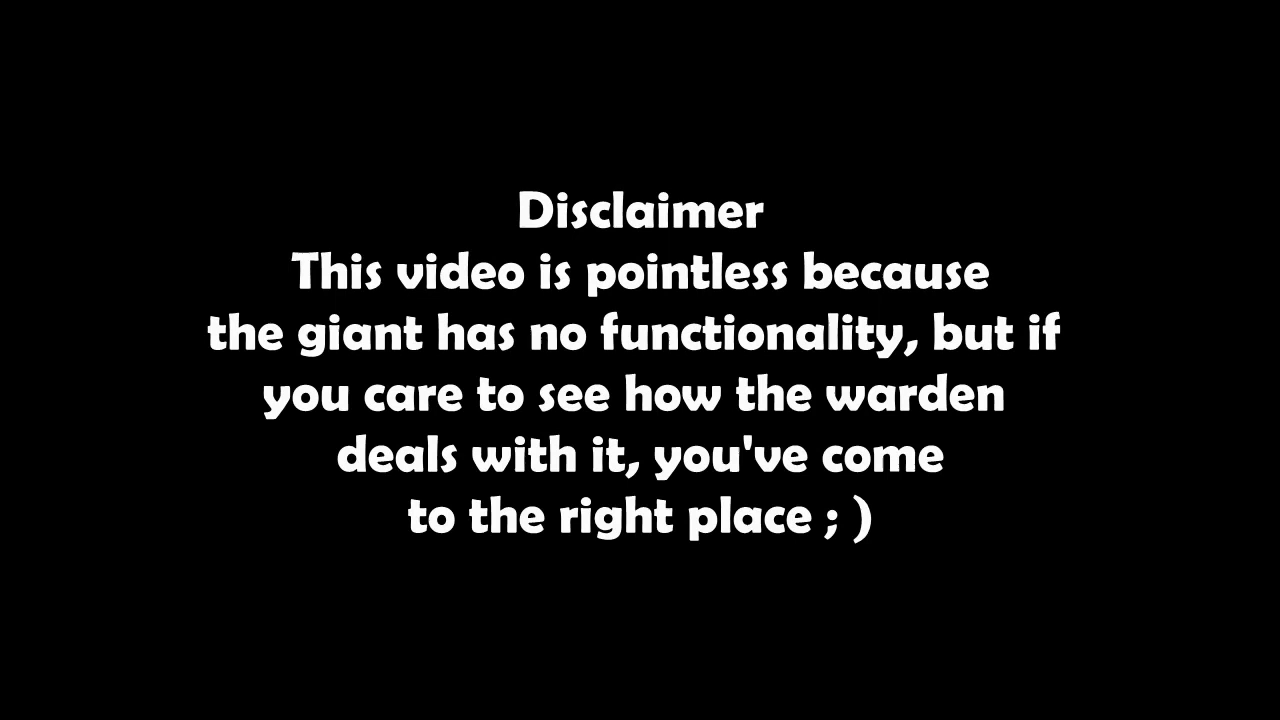 Disclaimer
This video is pointless because
the giant has no functionality, but if
you care to see how the warden
deals with it, you've come
to the right place ; )